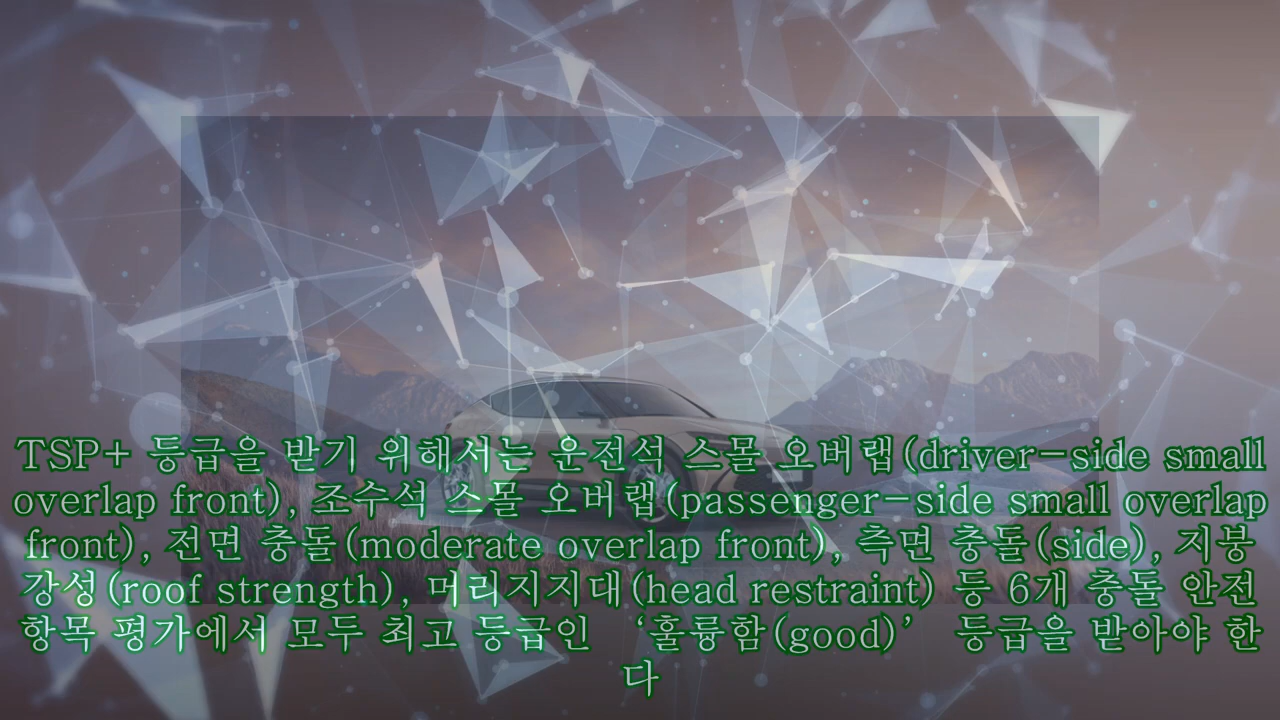 TSP+ 등급을 받기 위해서는 운전석 스몰 오버랩(driver-side small
overlap front), 조수석 스몰 오버랩(passenger-side small overlap
front), 전면 충돌(moderate overlap front), 측면 충돌(side), 지붕
강성(roof strength), 머리지지대(head restraint) 등 6개 충돌 안전
항목 평가에서 모두 최고 등급인 ‘훌륭함(good)’ 등급을 받아야 한
다